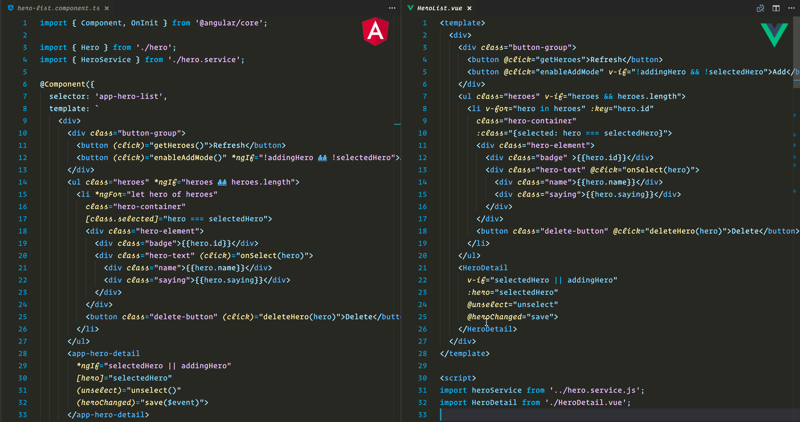 hero-list.component.ts
1 import { Component, OnInit } from '@angular/core';
2
3 import { Hero } from './hero';
4 import { HeroService } from './hero.service';
5
6 @Component({
7 selector: 'app-hero-list',
8 template: `
9 <div>
10 <div class="button-group">
11 <button (click)="getHeroes()">Refresh</button>
12 <button (click)="enableAddMode()" *ngIf="!addingHero && !selectedHero">
13 </div>
14 <ul class="heroes" *ngIf="heroes && heroes.length">
15 <li *ngFor="let hero of heroes"
16 class="hero-container"
17 [class.selected]="hero === selectedHero">
18 <div class="hero-element">
19 <div class="badge">{{hero.id}}</div>
20 <div class="hero-text" (click)="onSelect(hero)">
21 <div class="name">{{hero.name}}</div>
22 <div class="saying">{{hero.saying}}</div>
23 </div>
24 </div>
25 <button class="delete-button" (click)="deleteHero(hero)">Delete</butt
26 </li>
27 </ul>
28 <app-hero-detail
29 *ngIf="selectedHero || addingHero"
30 [hero]="selectedHero"
31 (unselect)="unselect()"
32 (heroChanged)="save($event)">
33 </app-hero-detail>
HeroList.vue
1 <template>
2 <div>
3 <div class="button-group">
4 <button @click="getHeroes">Refresh</button>
5 <button @click="enableAddMode" v-if="!addingHero && !selectedHero">Add</bu
6 </div>
7 <ul class="heroes" v-if="heroes && heroes.length">
8 <li v-for="hero in heroes" :key="hero.id"
9 class="hero-container"
10 :class="{selected: hero === selectedHero}">
11 <div class="hero-element">
12 <div class="badge" >{{hero.id}}</div>
13 <div class="hero-text" @click="onSelect(hero)">
14 <div class="name">{{hero.name}}</div>
15 <div class="saying">{{hero.saying}}</div>
16 </div>
17 </div>
18 <button class="delete-button" @click="deleteHero(hero)">Delete</button>
19 </li>
20 </ul>
21 <HeroDetail
22 v-if="selectedHero || addingHero"
23 :hero="selectedHero"
24 @unselect="unselect"
25 @heroChanged="save">
26 </HeroDetail>
27 </div>
28 </template>
29
30 <script>
31 import heroService from '../hero.service.js';
32 import HeroDetail from './HeroDetail.vue';
33